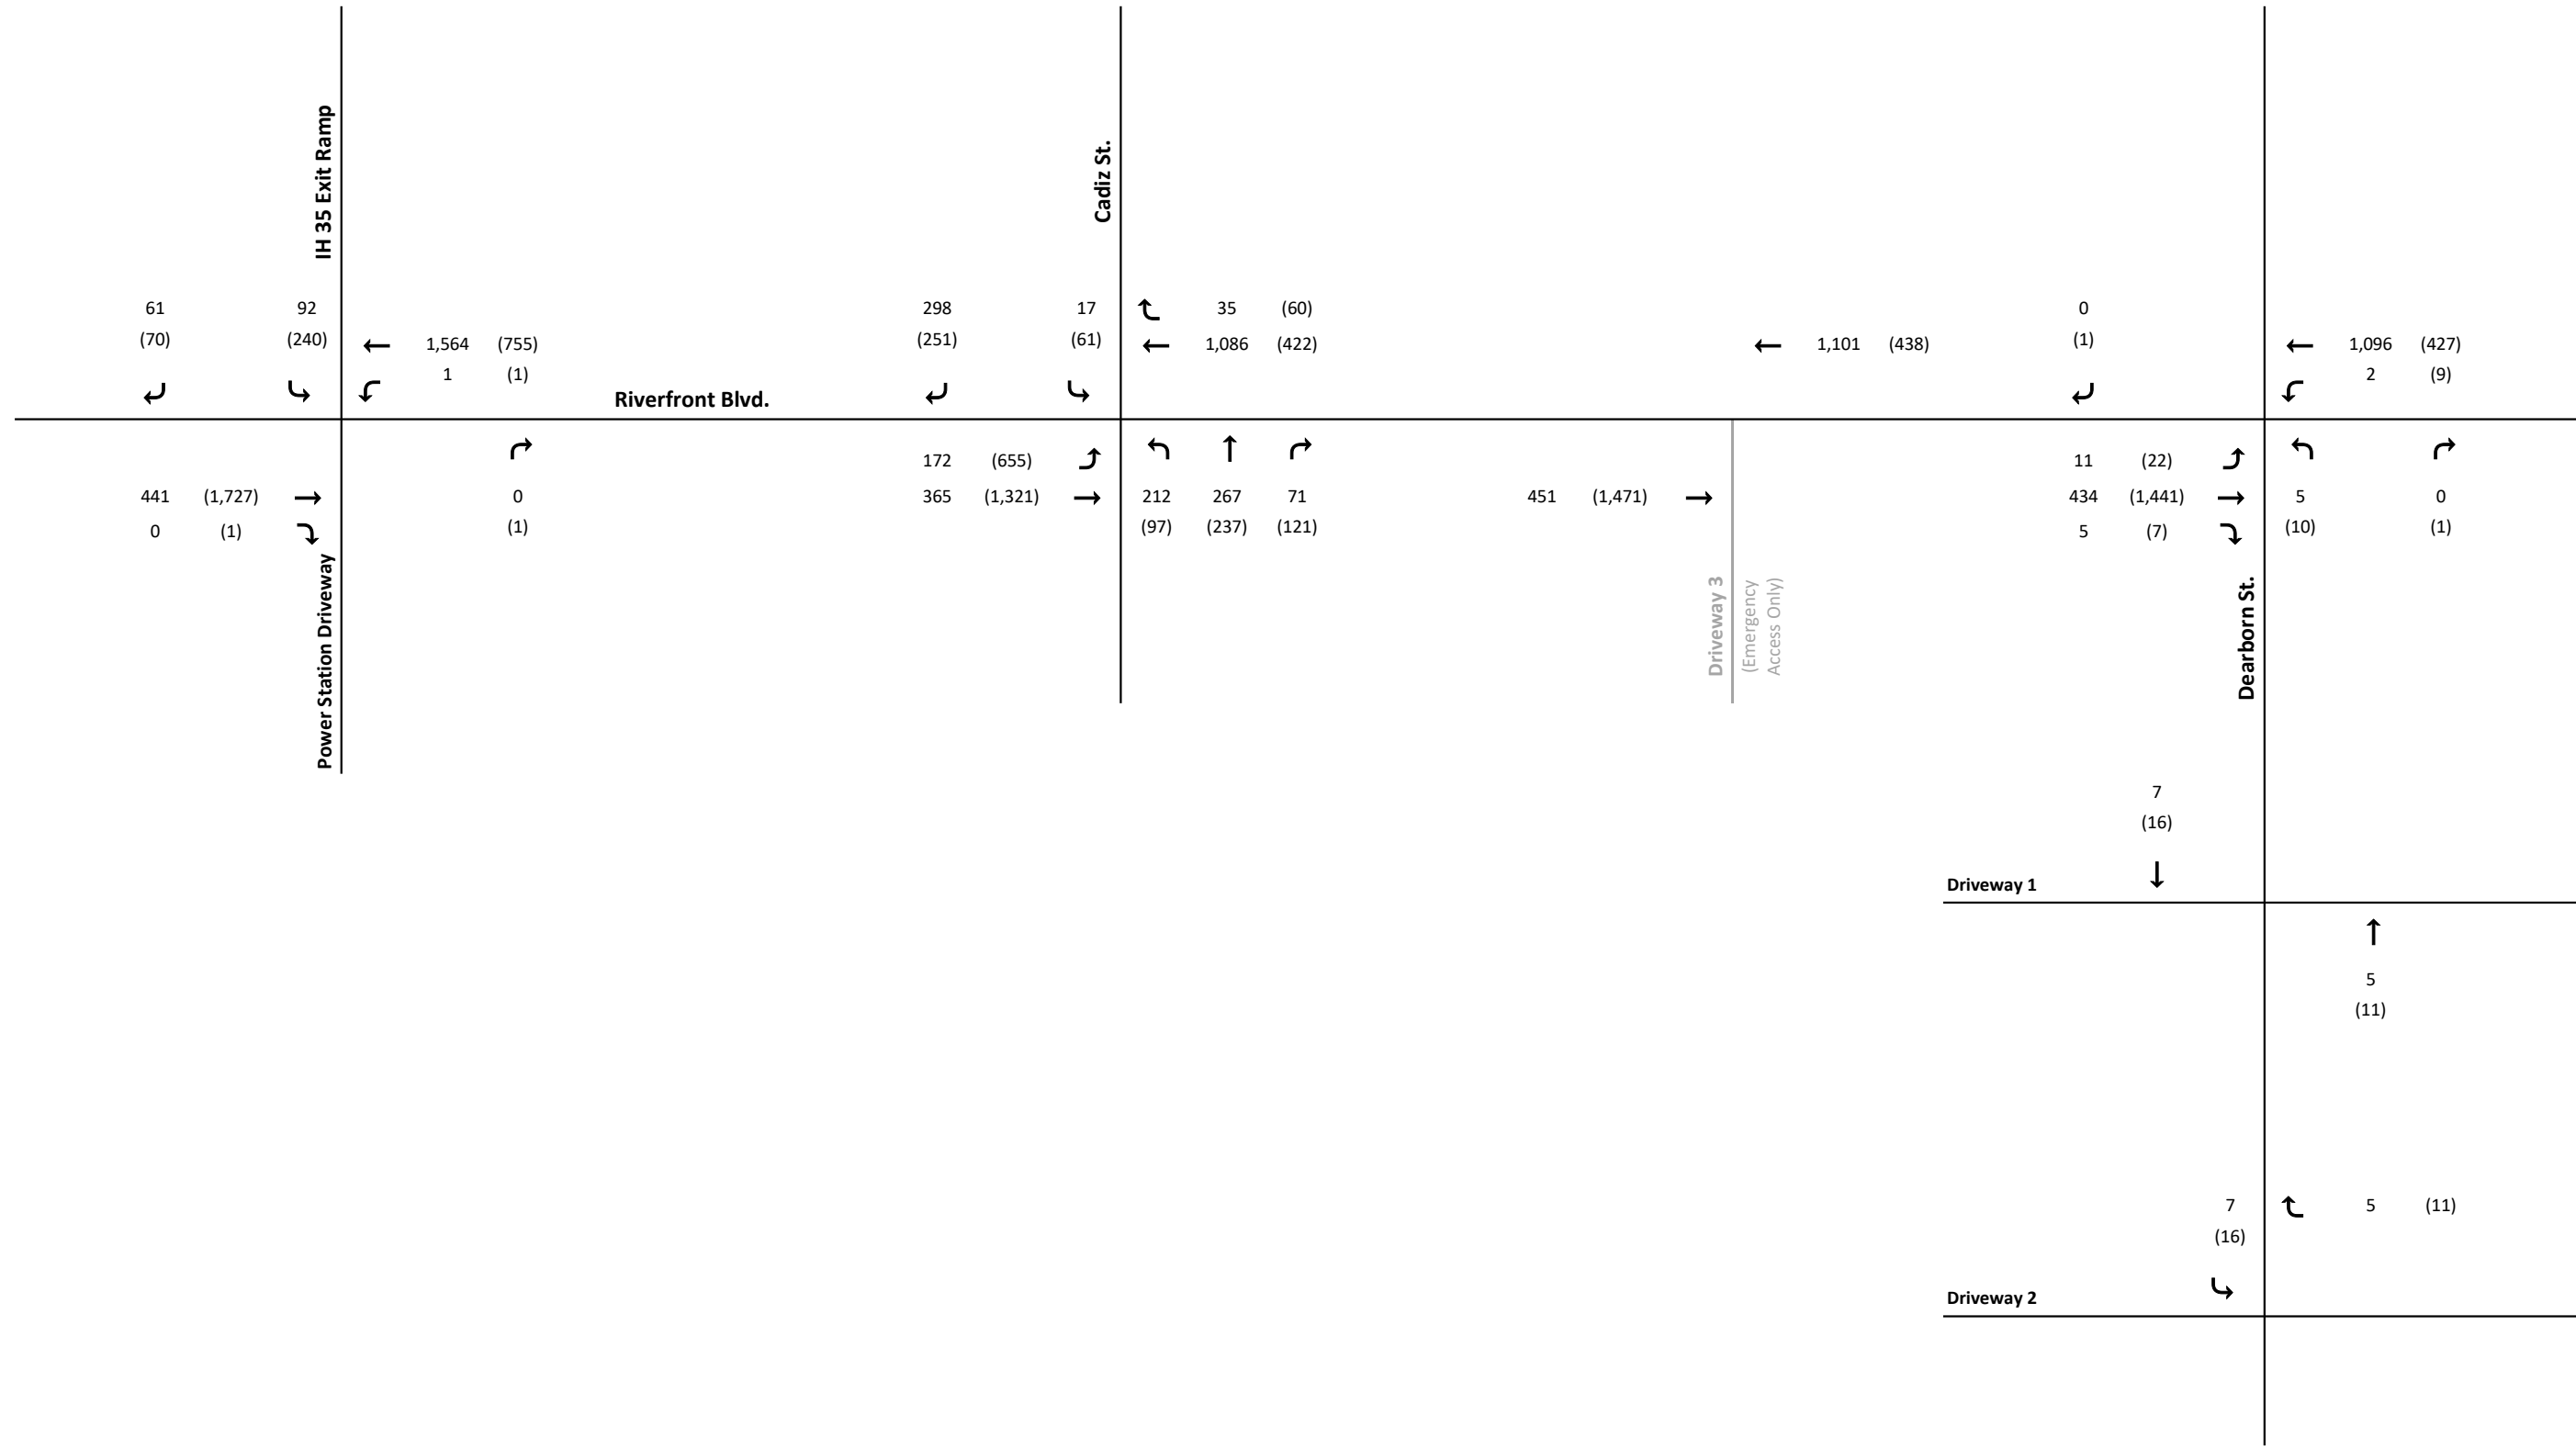 IH 35 Exit Ramp
Cadiz St.
61 92 298 17 35 (60) 0
(70) (240) 1,564 (755) (251) (61) 1,086 (422) 1,101 (438) (1) 1,096 (427)
1 (1) 2 (9)
Riverfront Blvd.
172 (655) 11 (22)
441 (1,727) 0 365 (1,321) 212 267 71 451 (1,471) 434 (1,441) 5 0
0 (1) (1) (97) (237) (121) 5 (7) (10) (1)
Power Station Driveway
Driveway 3
(Emergency
Access Only)
Dearborn St.
7
(16)
Driveway 1
5
(11)
7 5 (11)
(16)
Driveway 2